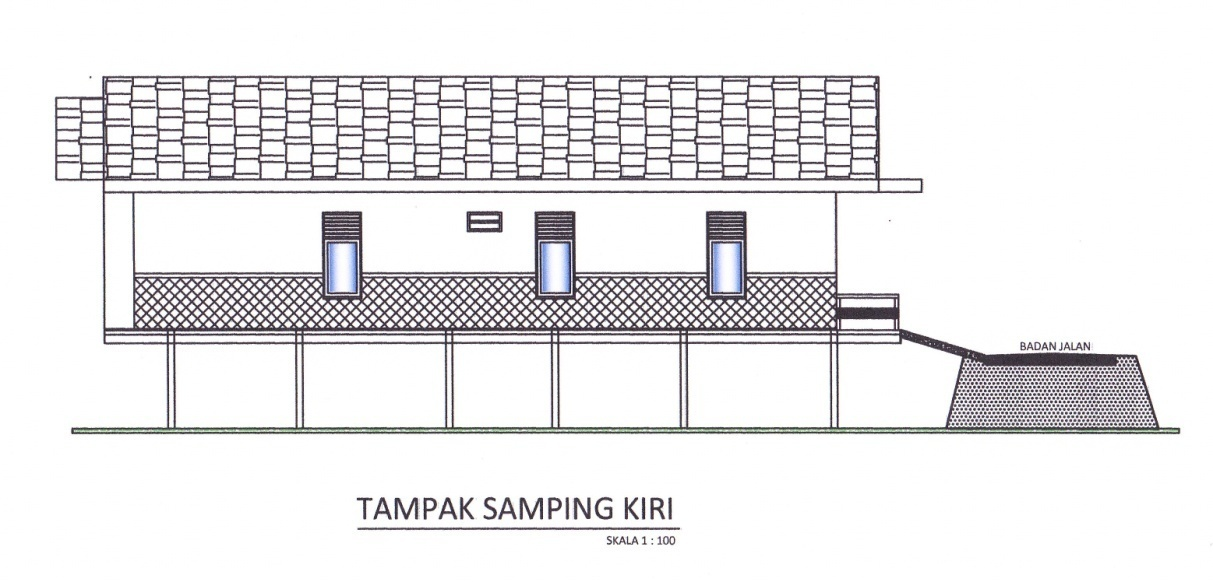 BADAN JALAN
TAMPAK SAMPING KIRI
SKALA 1 : 100